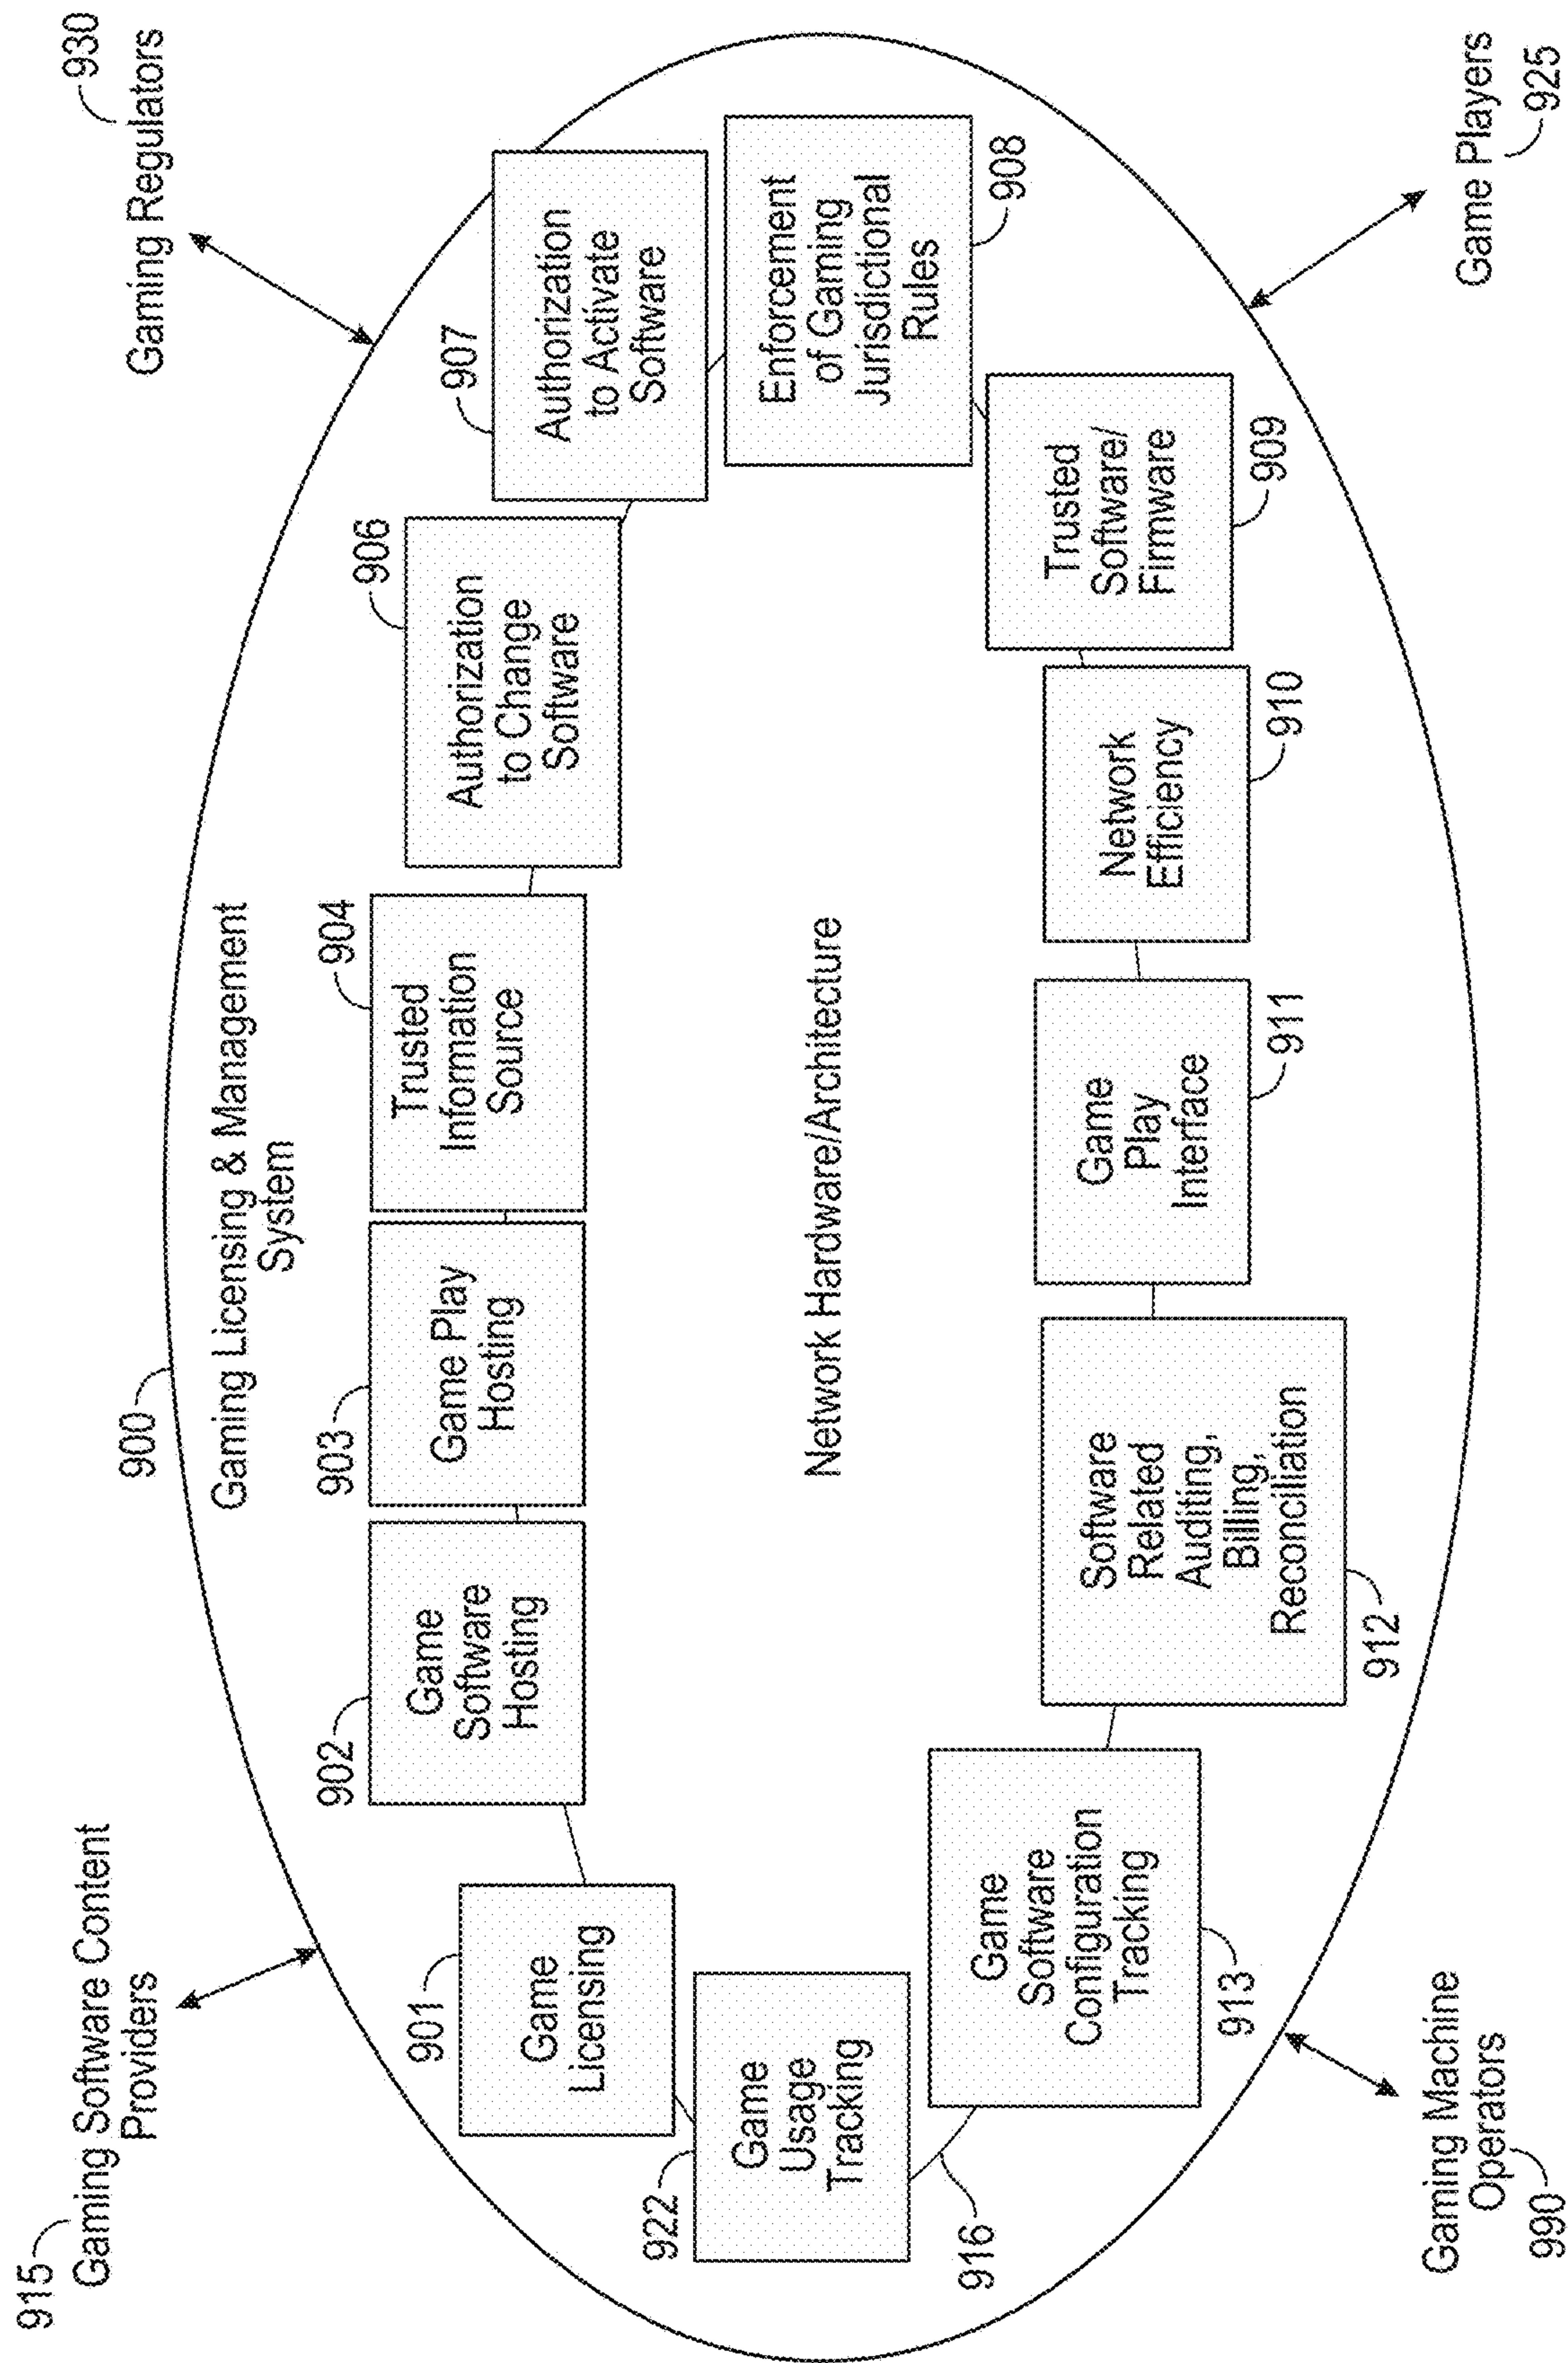 915
Gaming Software Content
Providers
930
Gaming Regulators
900
Gaming Licensing & Management
System
901
Game
Licensing
902
Game
Software
Hosting
903
Game Play
Hosting
904
Trusted
Information
Source
906
Authorization
to Change
Software
907
Authorization
to Activate
Software
Enforcement
of Gaming
Jurisdictional
Rules
908
Network Hardware/Architecture
922
Game
Usage
Tracking
916
Game
Software
Configuration
Tracking
913
Software
Related
Auditing,
Billing,
Reconciliation
912
Game
Play
Interface
911
Network
Efficiency
910
Trusted
Software/
Firmware
909
Gaming Machine
Operators
990
Game Players
925